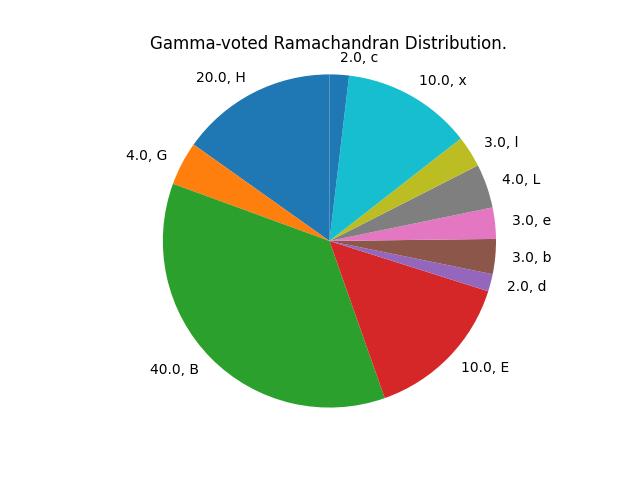 Gamma-voted Ramachandran Distribution.
2.0, c
20.0, H
10.0, x
3.0, l
4.0, G
4.0, L
3.0, e
3.0, b
2.0, d
10.0, E
40.0, B